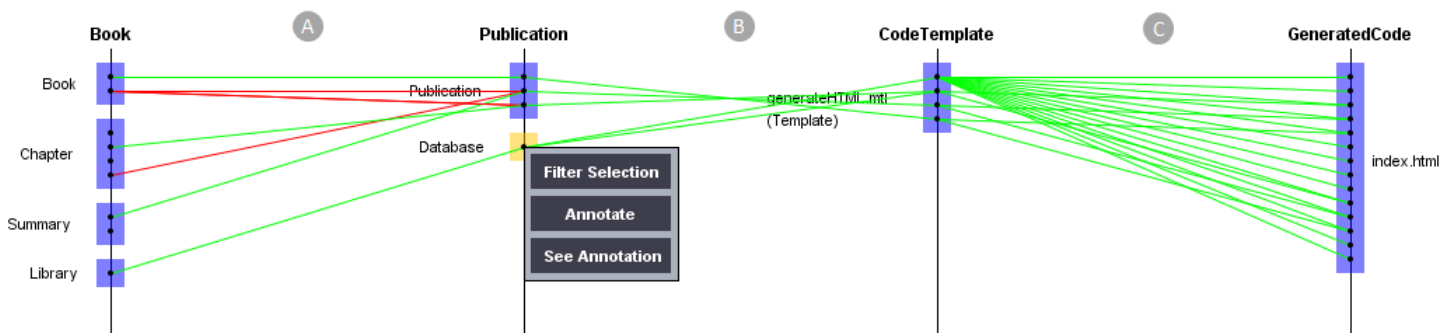 A
B
C
Book
Publication
CodeTemplate
GeneratedCode
Book
Publication
generateHTML.mtl
(Template)
Database
Chapter
index.html
Filter Selection
Annotate
See Annotation
Summary
Library